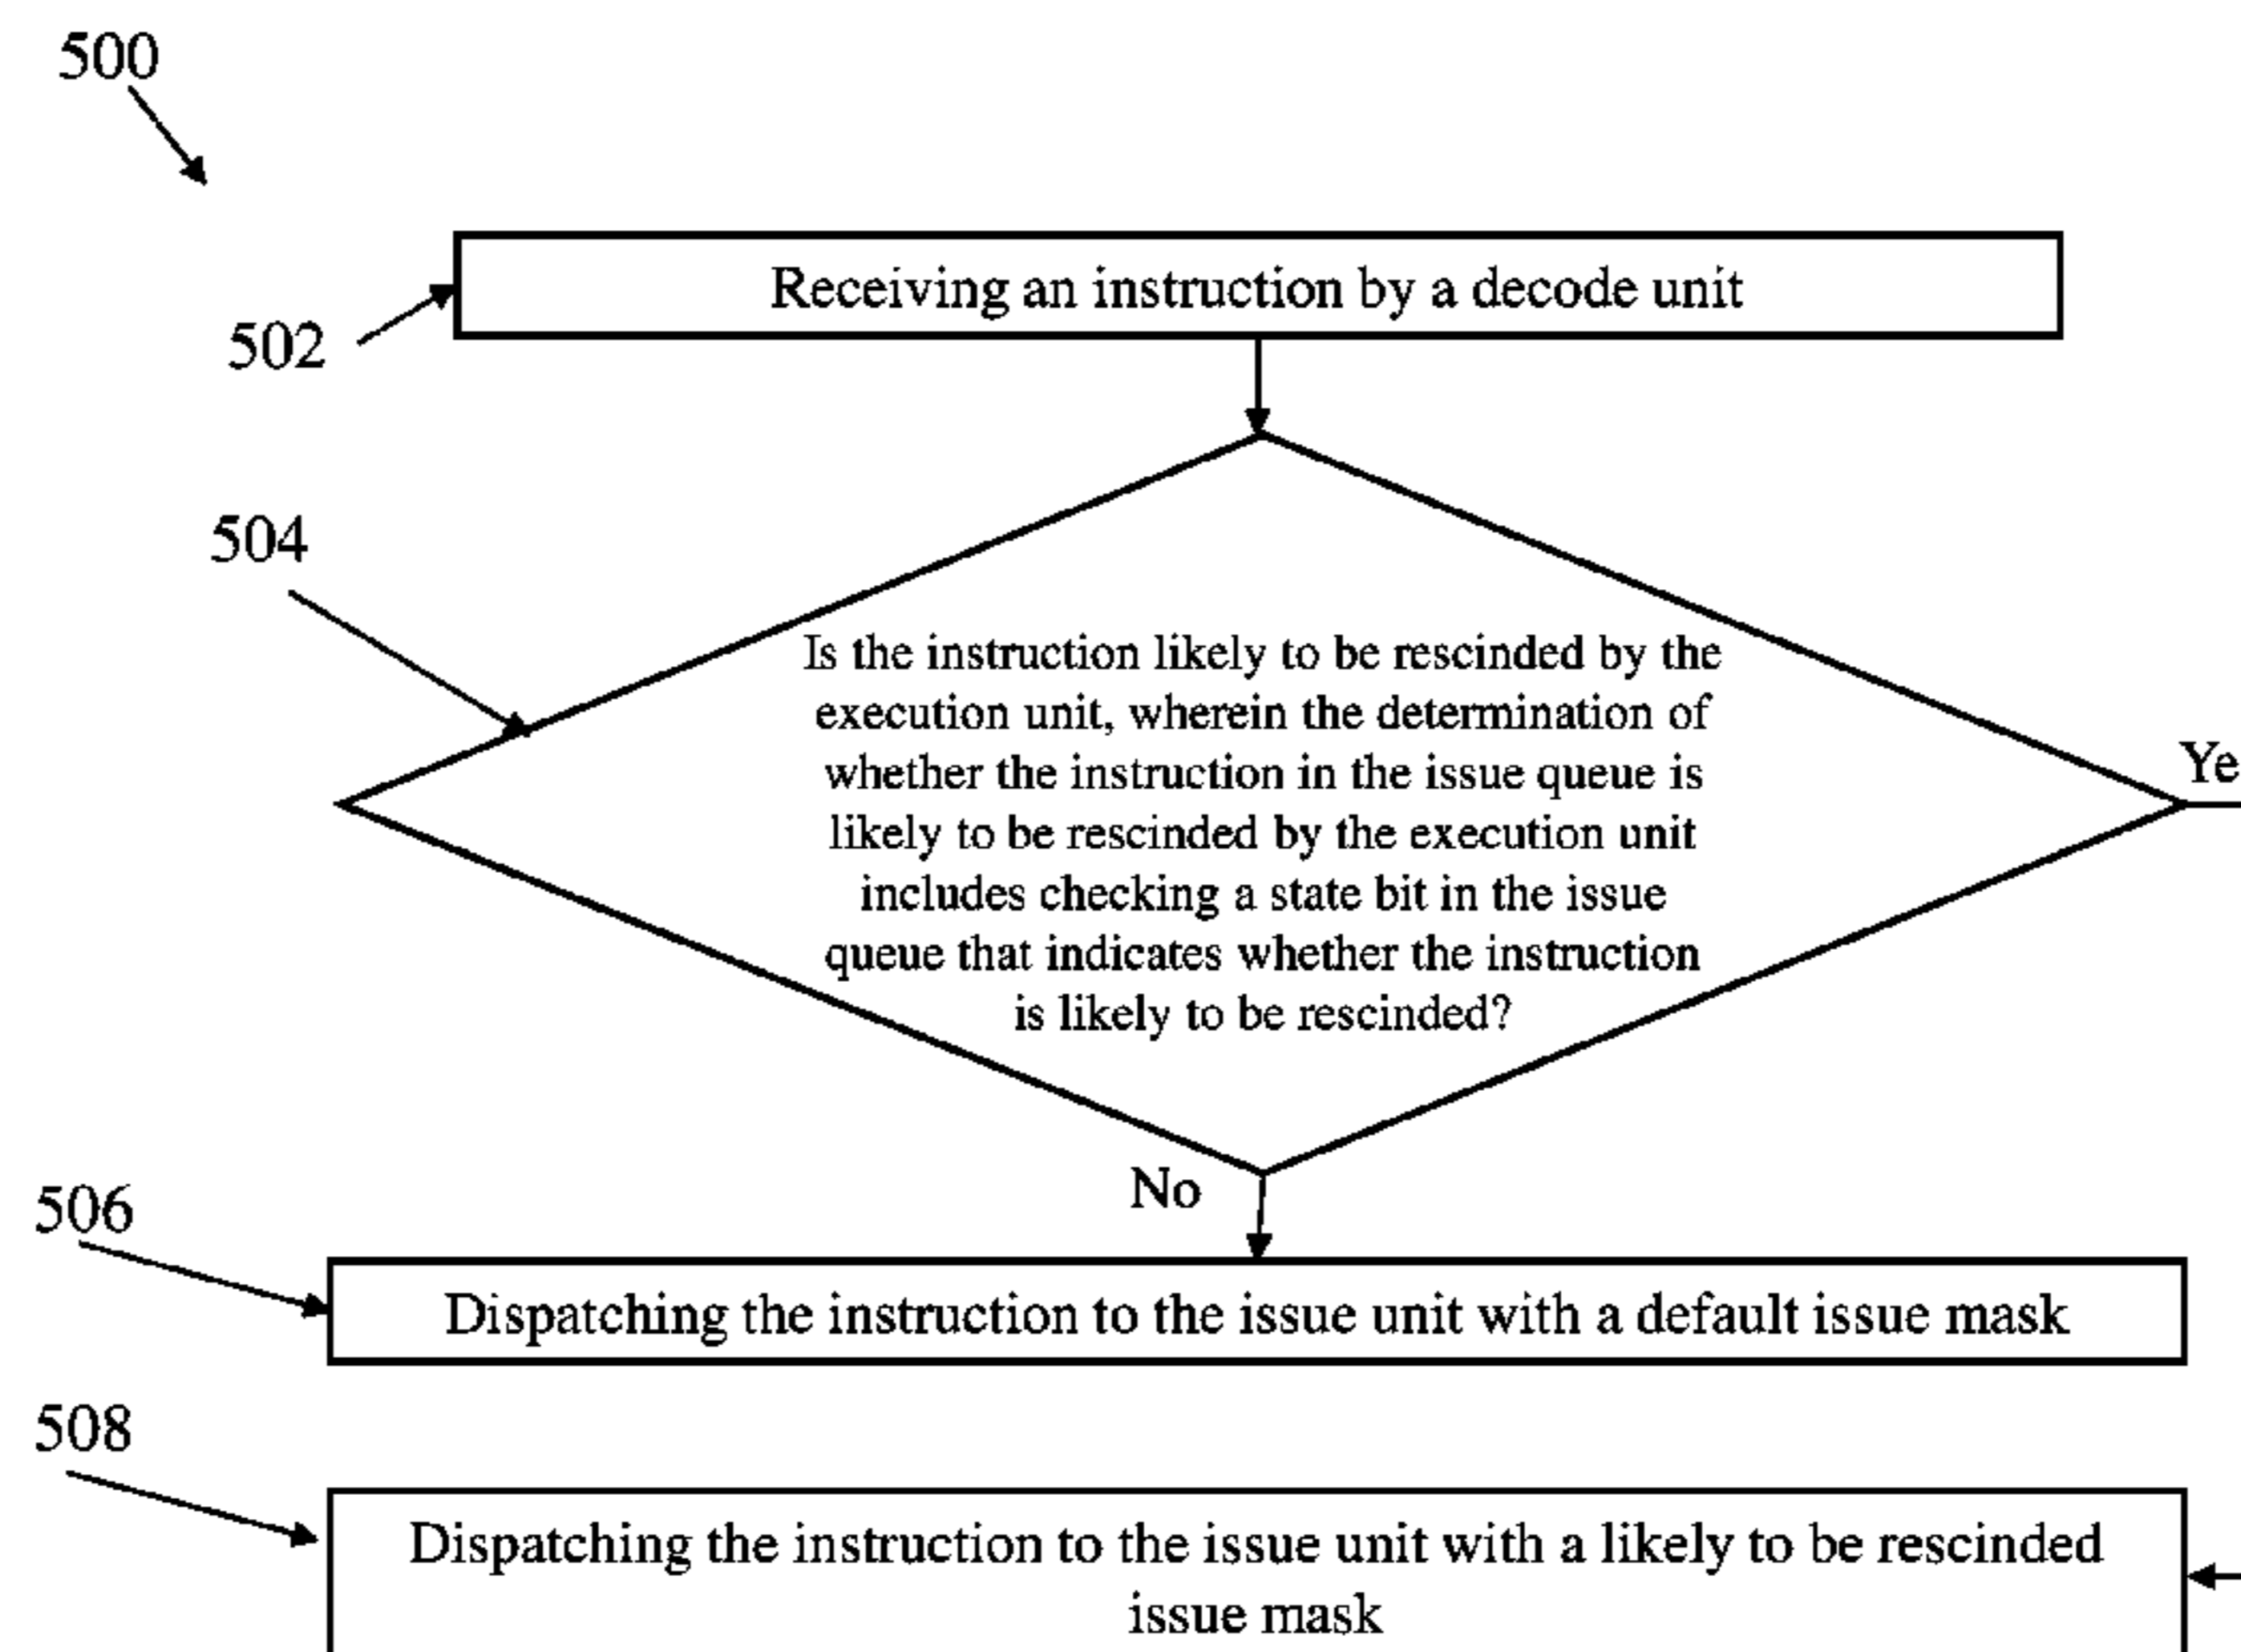 500
Receiving an instruction by a decode unit
502
504
Is the instruction likely to be rescinded by the
execution unit, wherein the determination of
whether the instruction in the issue queue is
likely to be rescinded by the execution unit
includes checking a state bit in the issue
queue that indicates whether the instruction
is likely to be rescinded?
Ye
No
506
Dispatching the instruction to the issue unit with a default issue mask
508
Dispatching the instruction to the issue unit with a likely to be rescinded
issue mask